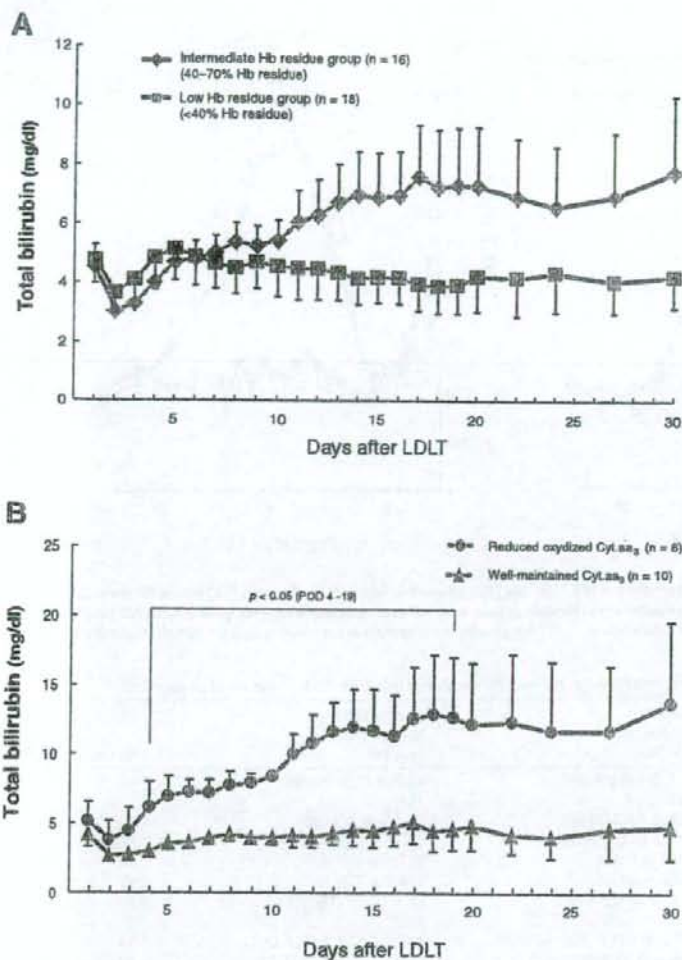 A
Intermediate Hb residue group (n = 16)
(40–70% Hb residue)
Low Hb residue group (n = 18)
(<40% Hb residue)
Total bilirubin (mg/dl)
12
10
8
6
4
2
0
5
10
15
20
25
30
Days after LDLT
B
Reduced oxydized Cyt.aa3 (n = 6)
Well-maintained Cyt.aa3 (n = 10)
p < 0.05 (POD 4 -19)
Total bilirubin (mg/dl)
25
20
15
10
5
0
5
10
15
20
25
30
Days after LDLT